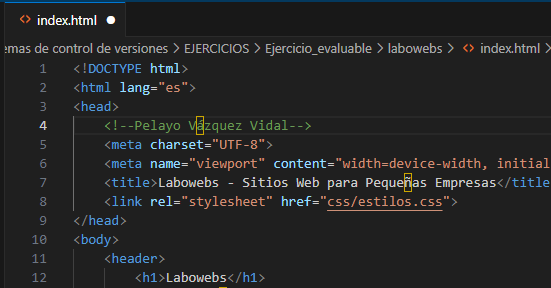 index.html
emas de control de versiones > EJERCICIOS > Ejercicio_evaluable > labowebs > index.html >
1 <!DOCTYPE html>
2 <html lang="es">
3 <head>
4 <!--Pelayo Vázquez Vidal-->
5 <meta charset="UTF-8">
6 <meta name="viewport" content="width=device-width, initial
7 <title>Labowebs - Sitios Web para Pequeñas Empresas</title
8 <link rel="stylesheet" href="css/estilos.css">
9 </head>
10 <body>
11 <header>
12 <h1>Labowebs</h1>